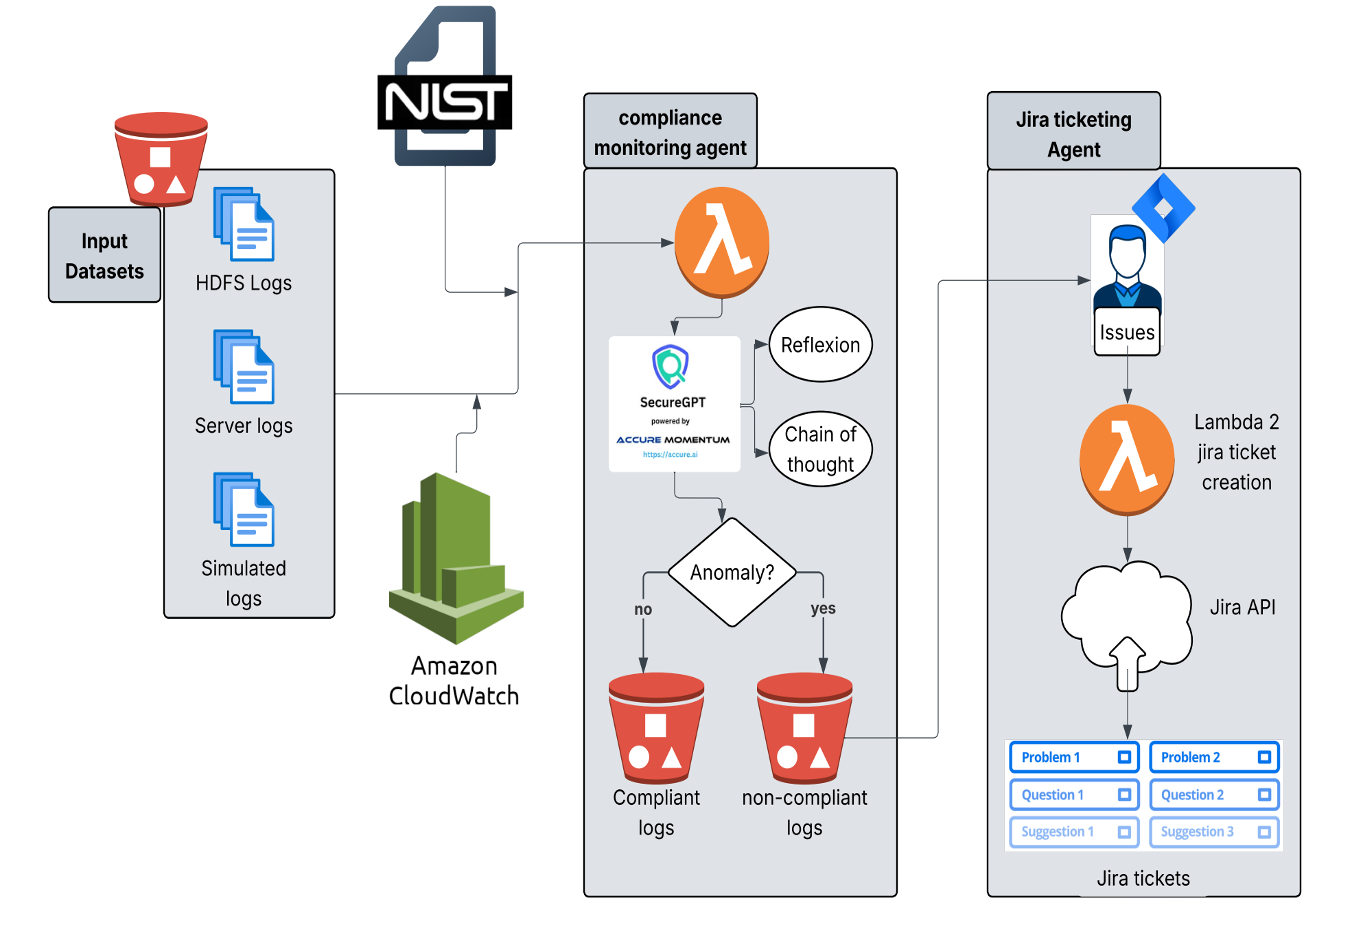 NIST
Input
Datasets
HDFS Logs
Server logs
Simulated
logs
Amazon
CloudWatch
compliance
monitoring agent
SecureGPT
powered by
ACCURE MOMENTUM
https://accure.ai
Reflexion
Chain of
thought
Anomaly?
no
yes
Compliant
logs
non-compliant
logs
Jira ticketing
Agent
Issues
Lambda 2
jira ticket
creation
Jira API
Problem 1
Problem 2
Question 1
Question 2
Suggestion 1
Suggestion 3
Jira tickets